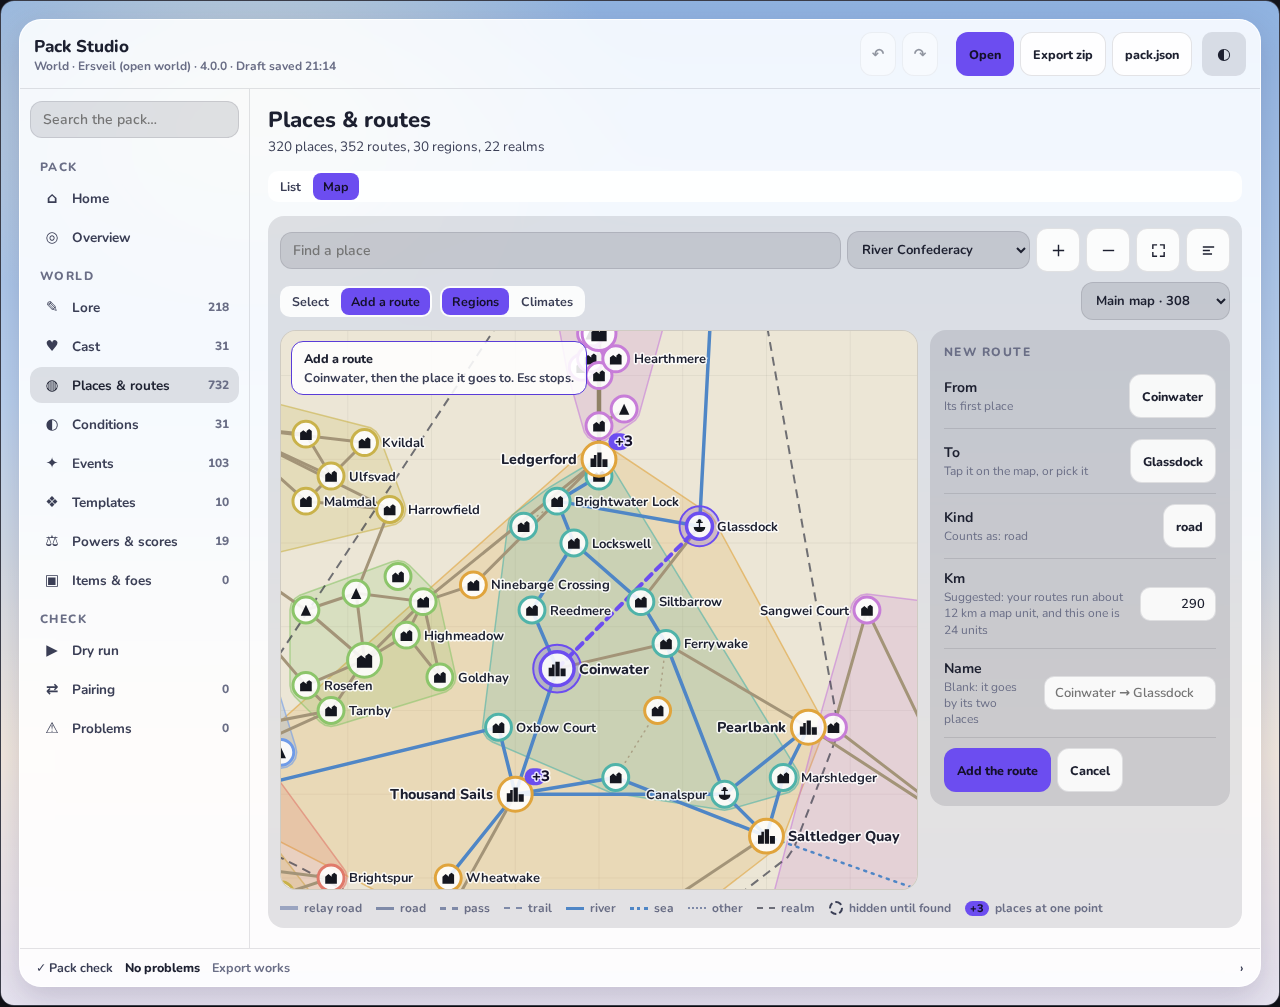 Pack Studio
World · Ersveil (open world) · 4.0.0 · Draft saved 21:14
Open
Export zip
pack.json
Search the pack…
PACK
Home
Overview
WORLD
Lore 218
Cast 31
Places & routes 732
Conditions 31
Events 103
Templates 10
Powers & scores 19
Items & foes 0
CHECK
Dry run
Pairing 0
Problems 0
Places & routes
320 places, 352 routes, 30 regions, 22 realms
List
Map
Find a place
River Confederacy
Select
Add a route
Regions
Climates
Main map · 308
Add a route
Coinwater, then the place it goes to. Esc stops.
Hearthmere
+3
Kvildal
Ledgerford
Ulfsvad
Malmdal
Harrowfield
Brightwater Lock
Glassdock
Lockswell
Ninebarge Crossing
Reedmere
Siltbarrow
Sangwei Court
Highmeadow
Ferrywake
Coinwater
Goldhay
Rosefen
Tarnby
Oxbow Court
Pearlbank
+3
Marshledger
Thousand Sails
Canalspur
Saltledger Quay
Brightspur
Wheatwake
NEW ROUTE
From
Its first place
Coinwater
To
Tap it on the map, or pick it
Glassdock
Kind
Counts as: road
road
Km
Suggested: your routes run about
12 km a map unit, and this one is
24 units
290
Name
Blank: it goes
by its two
places
Coinwater → Glassdock
Add the route
Cancel
relay road
road
pass
trail
river
sea
other
realm
hidden until found
+3 places at one point
✓ Pack check No problems Export works